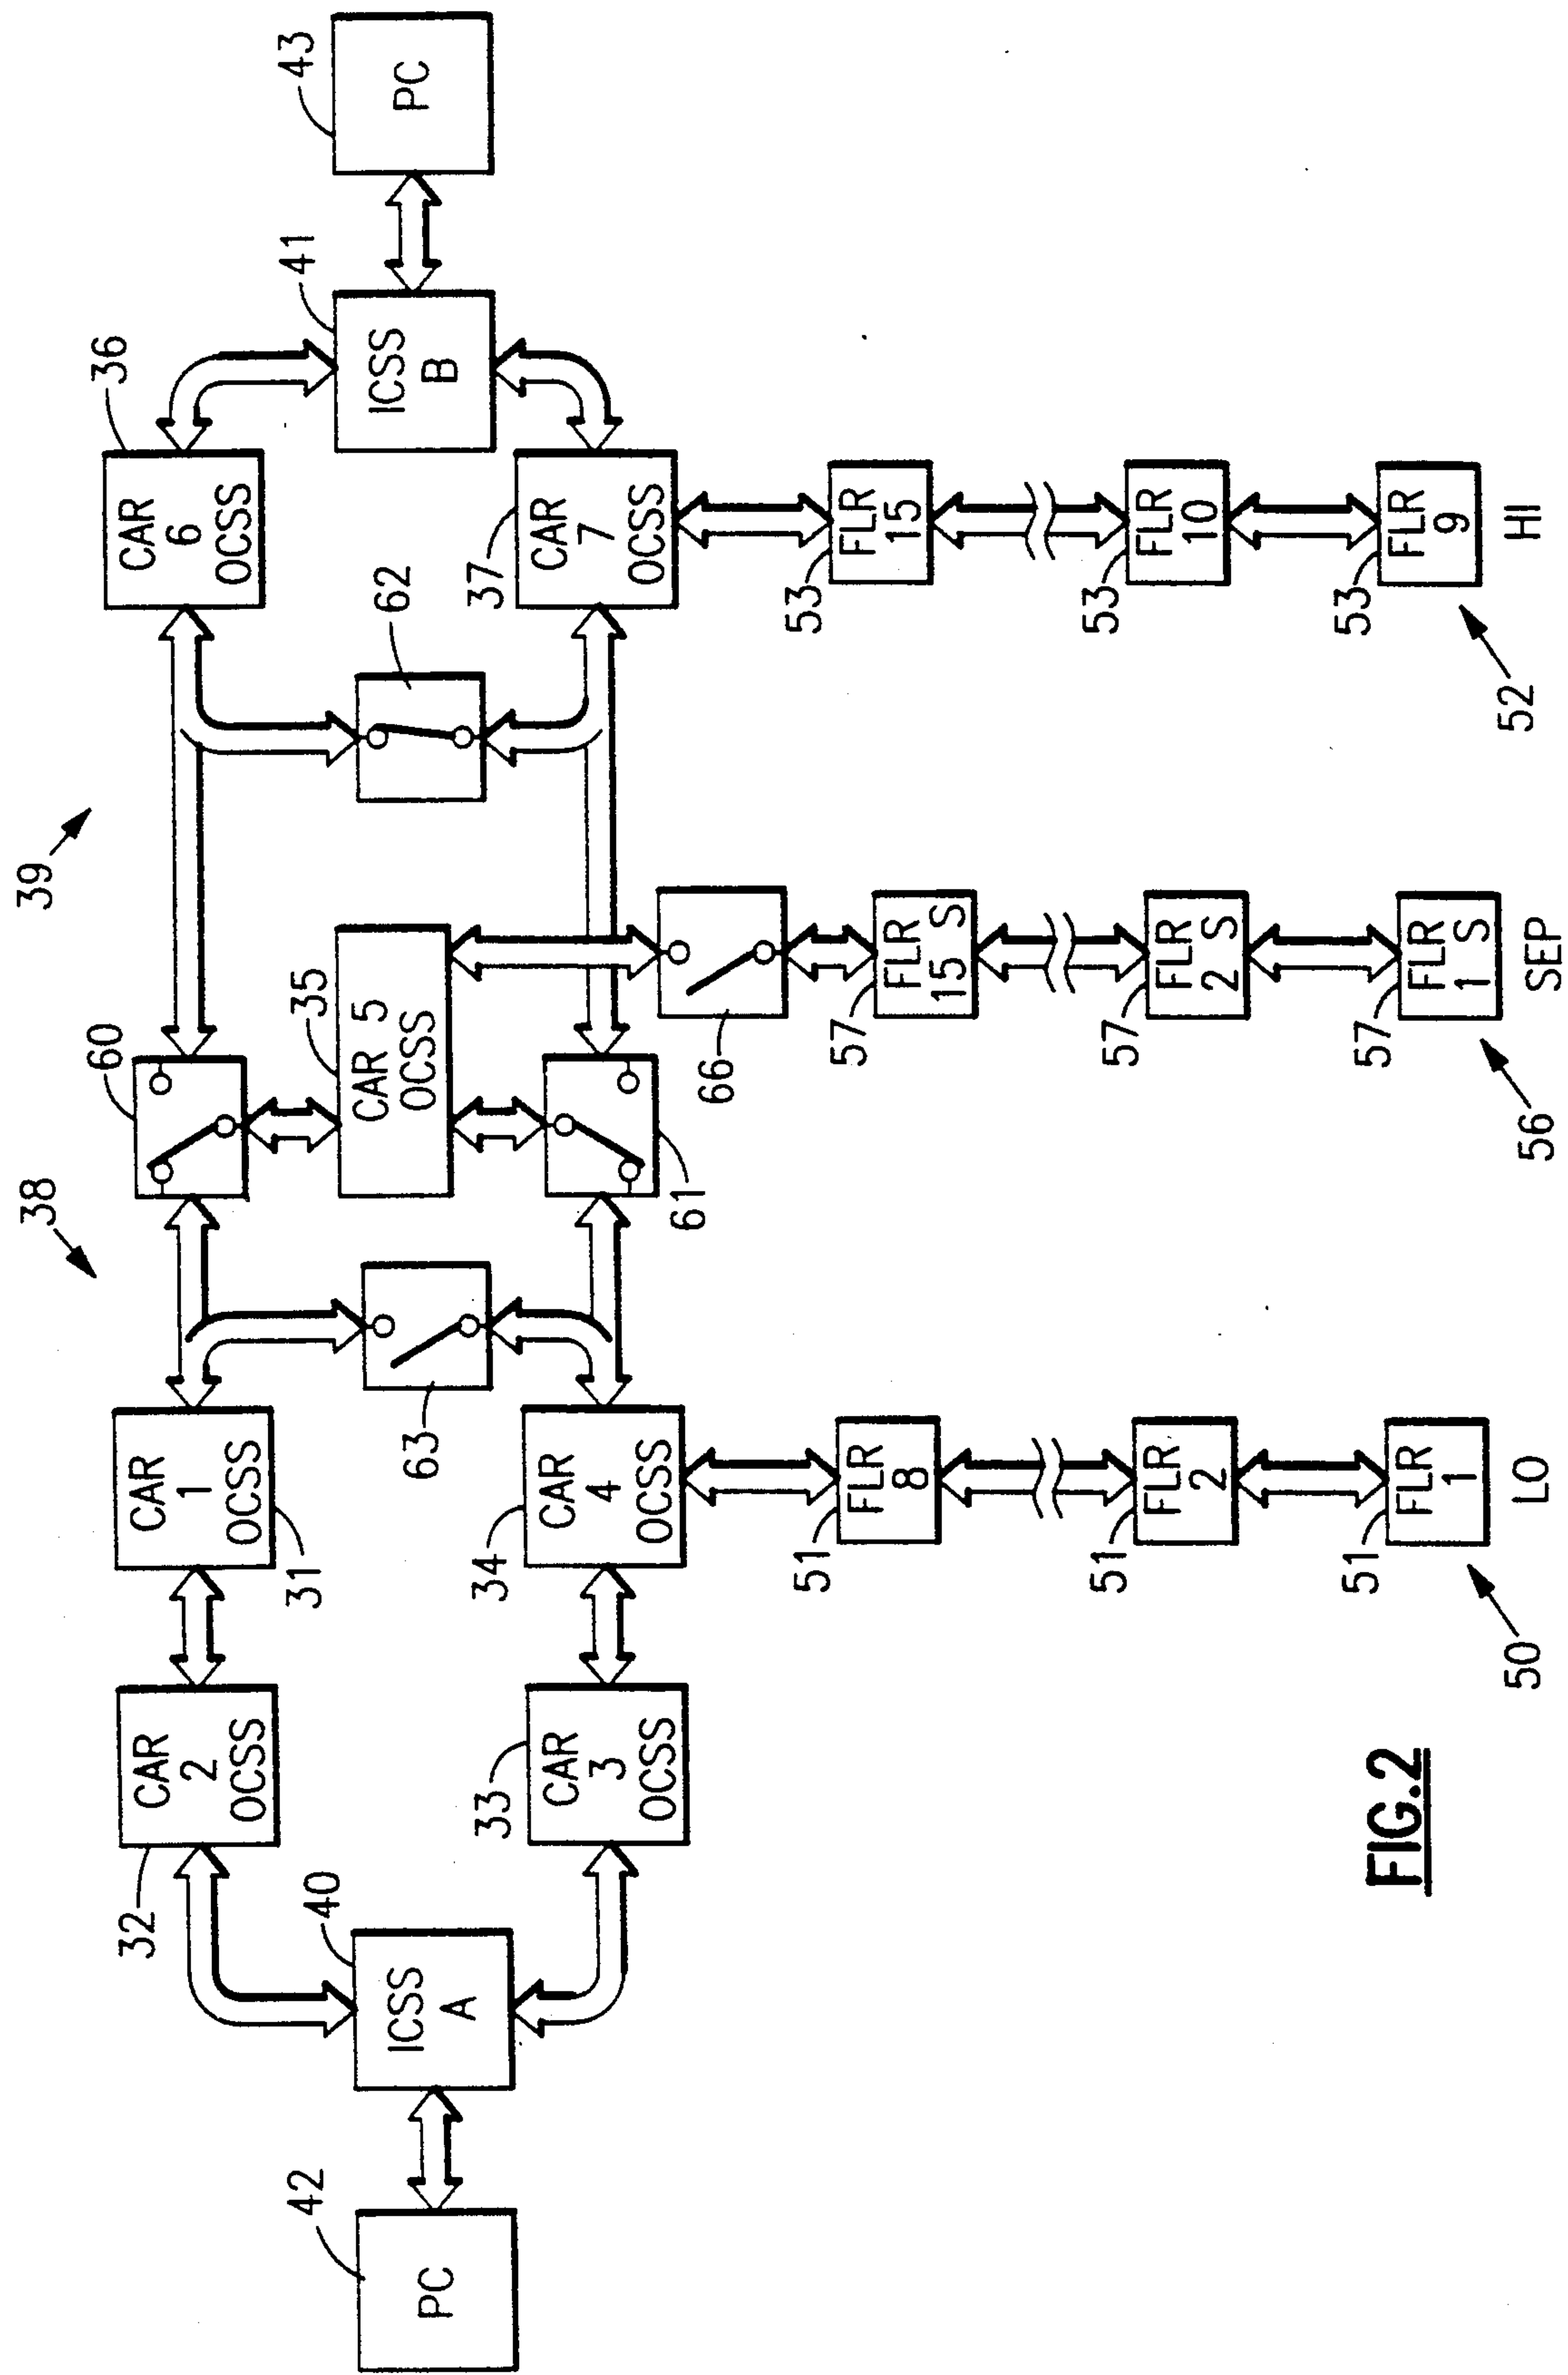 42
PC
ICSS
A
40
32
CAR
2
OCSS
33
CAR
3
OCSS
31
CAR
1
OCSS
34
CAR
4
OCSS
63
38
60
35
CAR 5
OCSS
61
66
39
62
36
CAR
6
OCSS
37
CAR
7
OCSS
41
ICSS
B
43
PC
51
FLR
8
51
FLR
2
51
FLR
1
LO
50
57
FLR
15 S
57
FLR
2 S
57
FLR
1 S
SEP
56
53
FLR
15
53
FLR
10
53
FLR
9
HI
52
FIG.2